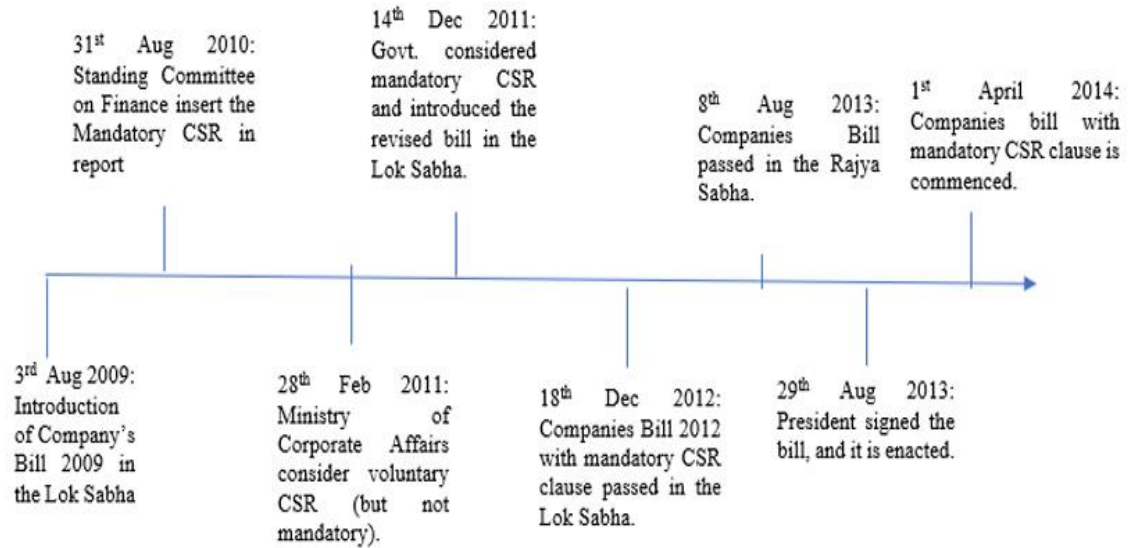 3rd Aug 2009:
Introduction
of Company's
Bill 2009 in
the Lok Sabha
31st Aug 2010:
Standing Committee
on Finance insert the
Mandatory CSR in
report
28th Feb 2011:
Ministry of
Corporate Affairs
consider voluntary
CSR (but not
mandatory).
14th Dec 2011:
Govt. considered
mandatory CSR
and introduced the
revised bill in the
Lok Sabha.
18th Dec 2012:
Companies Bill 2012
with mandatory CSR
clause passed in the
Lok Sabha.
8th Aug 2013:
Companies Bill
passed in the Rajya
Sabha.
29th Aug 2013:
President signed the
bill, and it is enacted.
1st April 2014:
Companies bill with
mandatory CSR clause is
commenced.